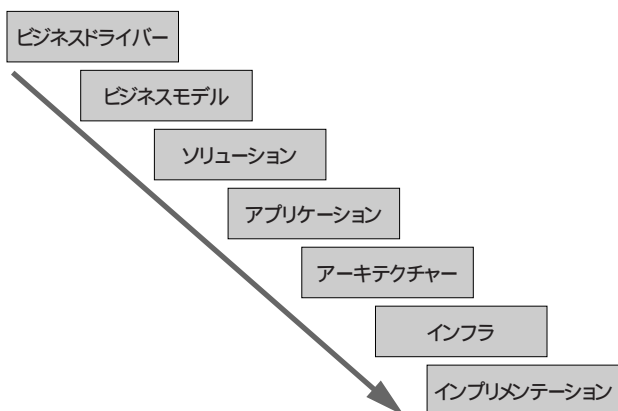 ビジネスドライバー
ビジネスモデル
ソリューション
アプリケーション
アーキテクチャー
インフラ
インプリメンテーション